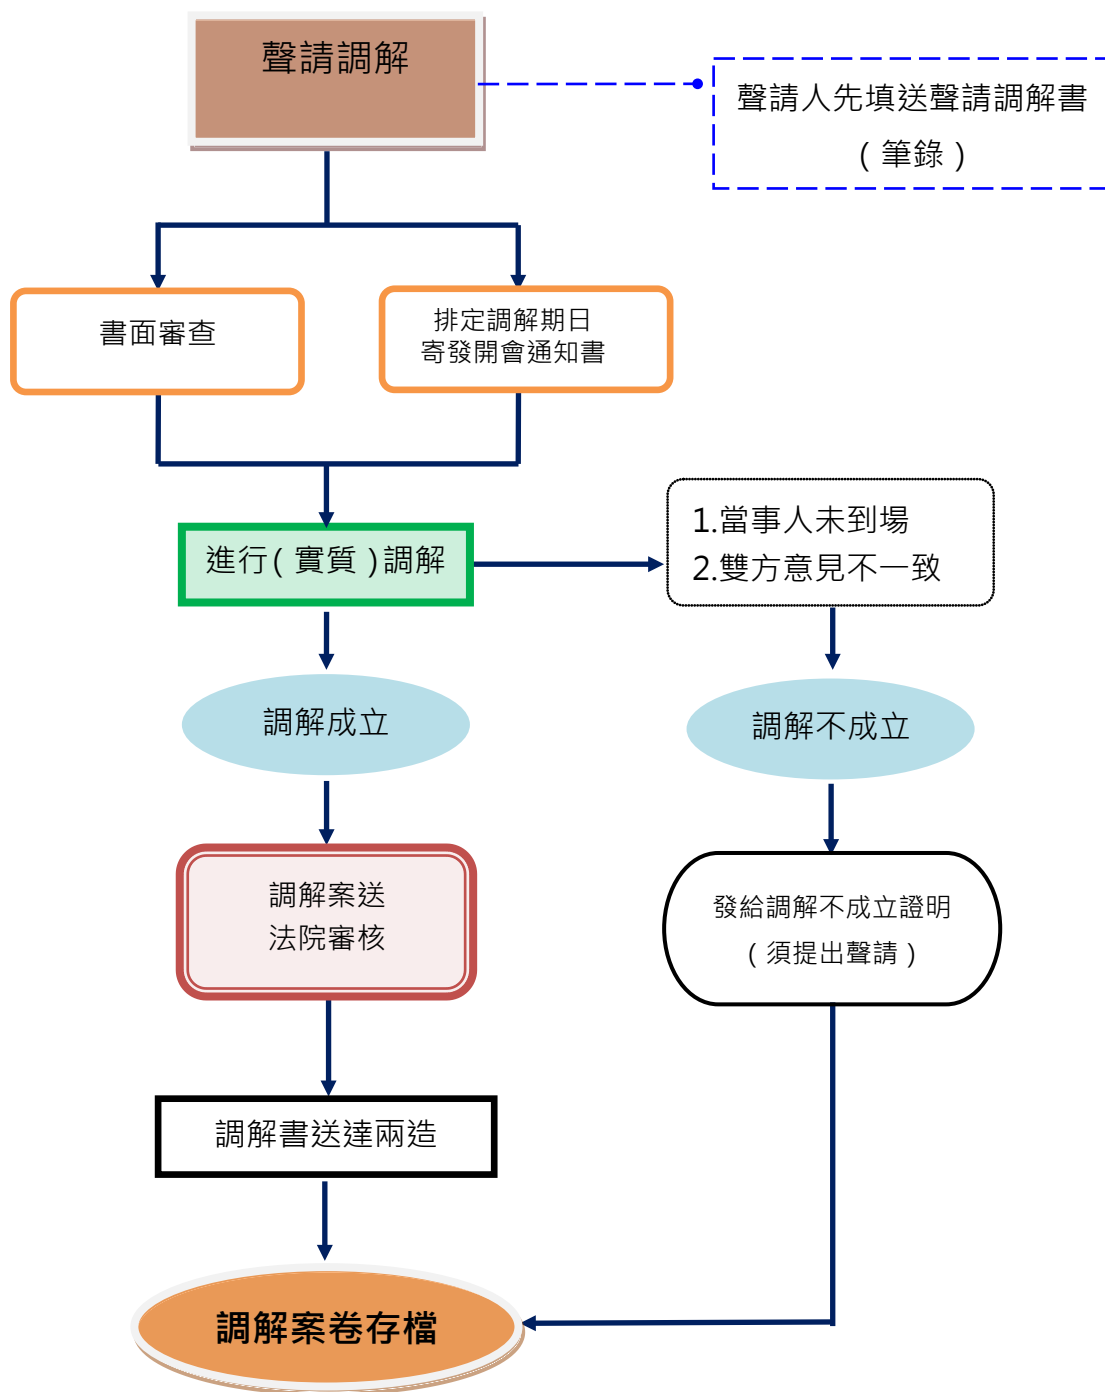 聲請調解
聲請人先填送聲請調解書
（筆錄）
書面審查
排定調解期日
寄發開會通知書
進行（實質）調解
1.當事人未到場
2.雙方意見不一致
調解成立
調解不成立
調解案送
法院審核
發給調解不成立證明
（須提出聲請）
調解書送達兩造
調解案卷存檔